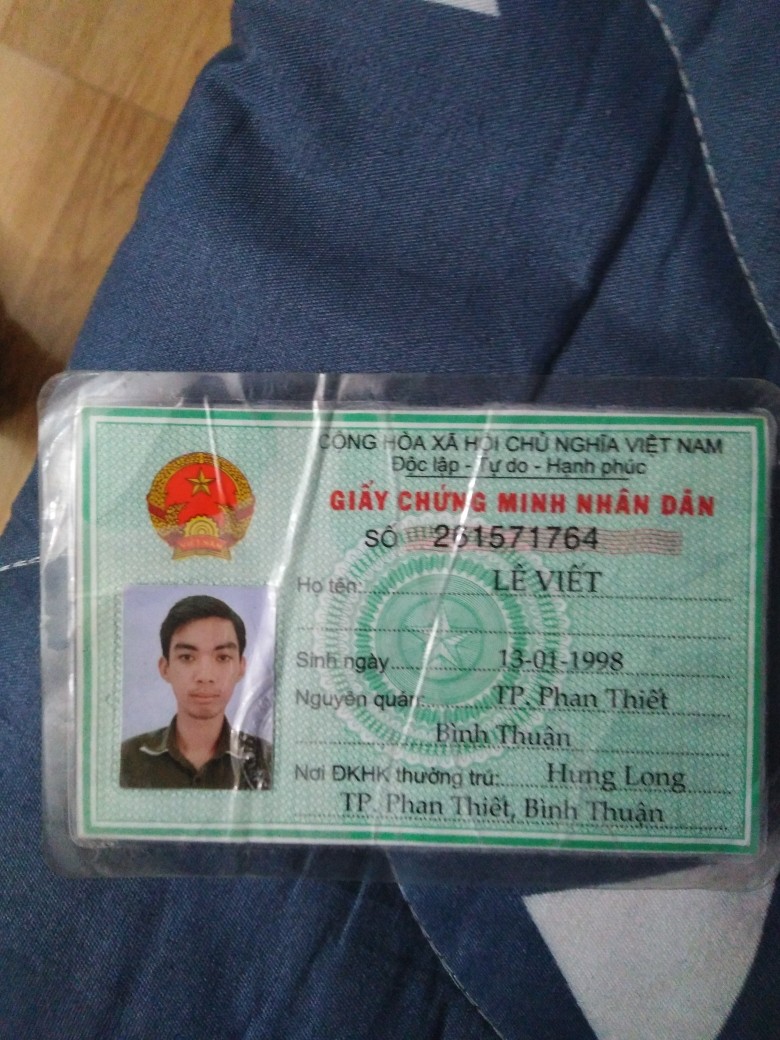 CỘNG HÒA XÃ HỘI CHỦ NGHĨA VIỆT NAM
Độc lập - Tự do - Hạnh phúc
GIẤY CHỨNG MINH NHÂN DÂN
SỐ 261571764
Họ tên: LÊ VIẾT
Sinh ngày 13-01-1998
Nguyên quán: TP. Phan Thiết
Bình Thuận
Nơi ĐKHK thường trú: Hưng Long
TP. Phan Thiết, Bình Thuận
VIỆT NAM